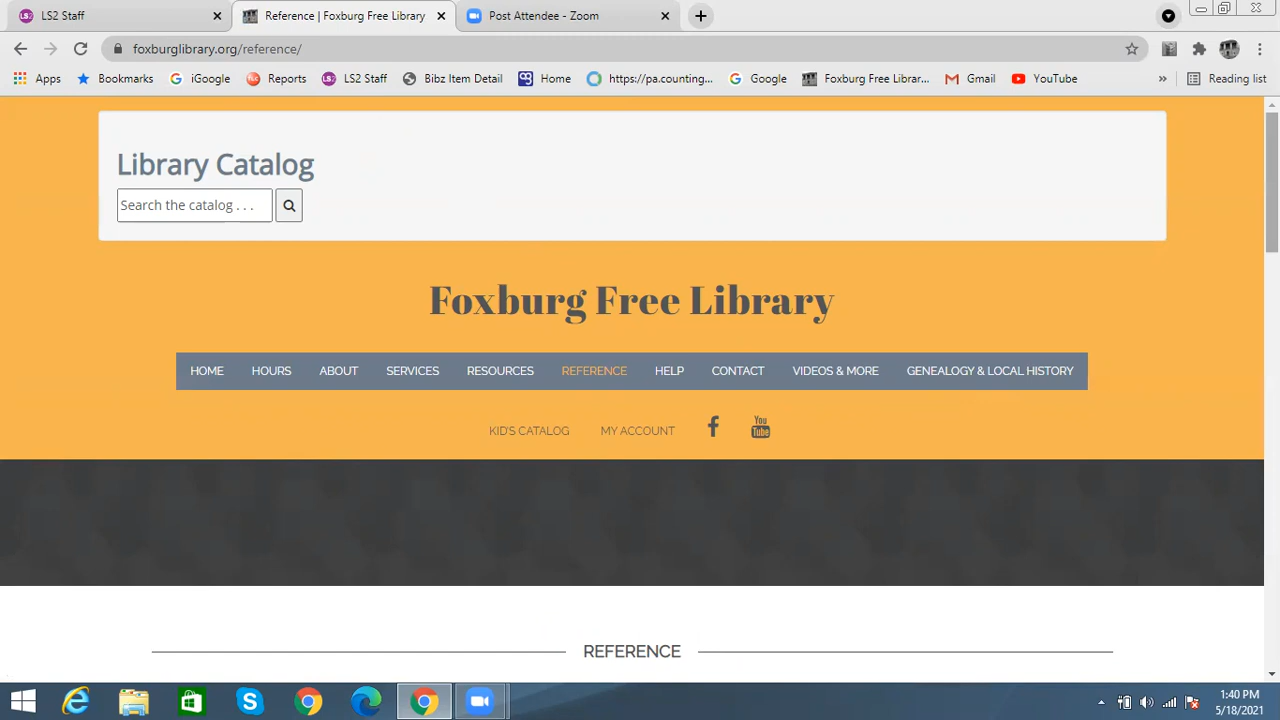 LS2 Staff
Reference | Foxburg Free Library
Post Attendee - Zoom
foxburglibrary.org/reference/
Apps Bookmarks iGoogle Reports LS2 Staff Bibz Item Detail Home https://pa.counting... Google Foxburg Free Librar... Gmail YouTube » Reading list
Library Catalog
Search the catalog . . .
Foxburg Free Library
HOME HOURS ABOUT SERVICES RESOURCES REFERENCE HELP CONTACT VIDEOS & MORE GENEALOGY & LOCAL HISTORY
KID'S CATALOG MY ACCOUNT You Tube
REFERENCE
1:40 PM
5/18/2021